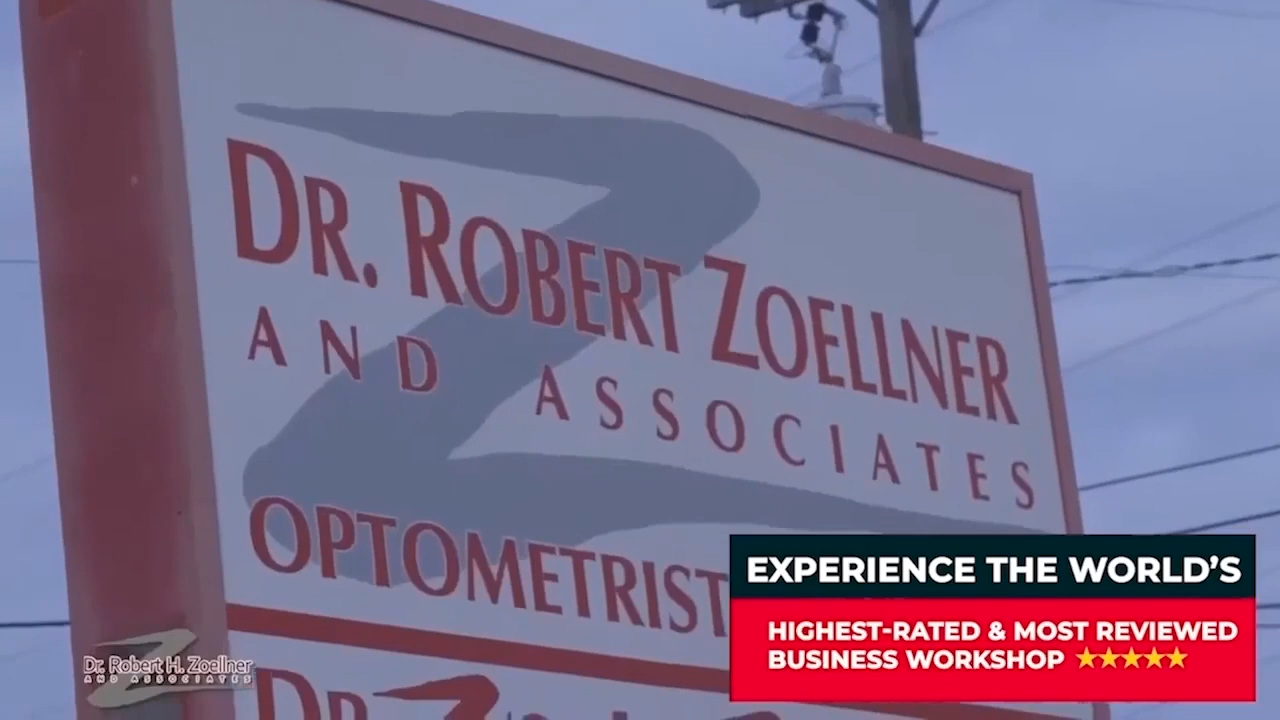 DR. ROBERT ZOELLNER
AND ASSOCIATES
OPTOMETRIST
DR.
Dr. Robert H. Zoellner
AND ASSOCIATES
EXPERIENCE THE WORLD'S
HIGHEST-RATED & MOST REVIEWED
BUSINESS WORKSHOP